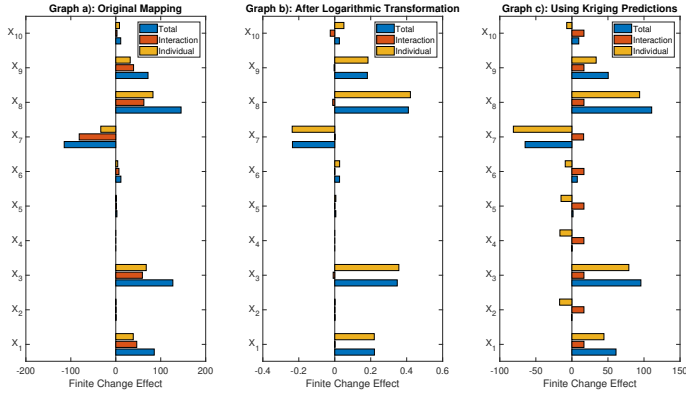 Graph a): Original Mapping
Total
Interaction
Individual
X10
X9
X8
X7
X6
X5
X4
X3
X2
X1
-200 -100 0 100 200
Finite Change Effect
Graph b): After Logarithmic Transformation
Total
Interaction
Individual
X10
X9
X8
X7
X6
X5
X4
X3
X2
X1
-0.4 -0.2 0 0.2 0.4 0.6
Finite Change Effect
Graph c): Using Kriging Predictions
Total
Interaction
Individual
X10
X9
X8
X7
X6
X5
X4
X3
X2
X1
-100 -50 0 50 100 150
Finite Change Effect